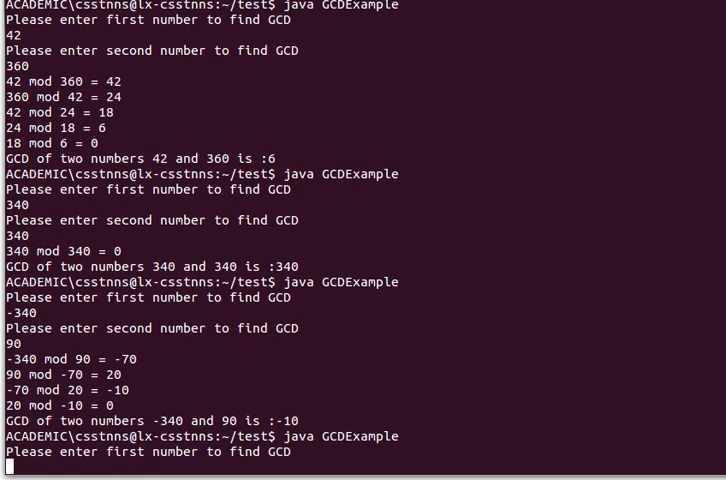 ACADEMIC\csstnns@lx-csstnns:~/test$ java GCDExample
Please enter first number to find GCD
42
Please enter second number to find GCD
360
42 mod 360 = 42
360 mod 42 = 24
42 mod 24 = 18
24 mod 18 = 6
18 mod 6 = 0
GCD of two numbers 42 and 360 is :6
ACADEMIC\csstnns@lx-csstnns:~/test$ java GCDExample
Please enter first number to find GCD
340
Please enter second number to find GCD
340
340 mod 340 = 0
GCD of two numbers 340 and 340 is :340
ACADEMIC\csstnns@lx-csstnns:~/test$ java GCDExample
Please enter first number to find GCD
-340
Please enter second number to find GCD
90
-340 mod 90 = -70
90 mod -70 = 20
-70 mod 20 = -10
20 mod -10 = 0
GCD of two numbers -340 and 90 is :-10
ACADEMIC\csstnns@lx-csstnns:~/test$ java GCDExample
Please enter first number to find GCD